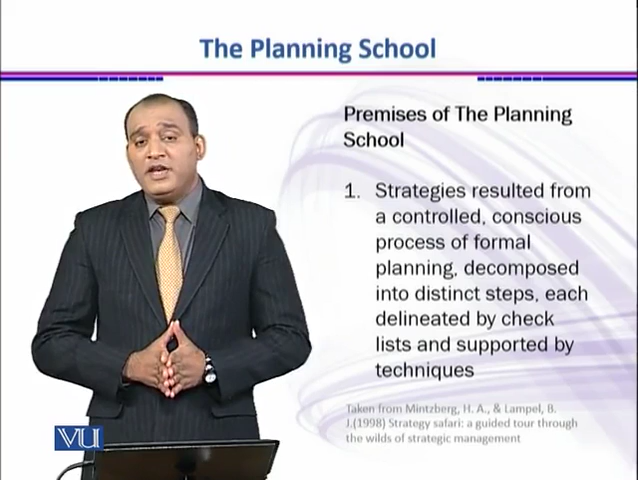 The Planning School
Premises of The Planning
School
1. Strategies resulted from
a controlled, conscious
process of formal
planning, decomposed
into distinct steps, each
delineated by check
lists and supported by
techniques
Taken from Mintzberg, H. A., & Lampel, B.
J.(1998) Strategy safari: a guided tour through
the wilds of strategic management
VU